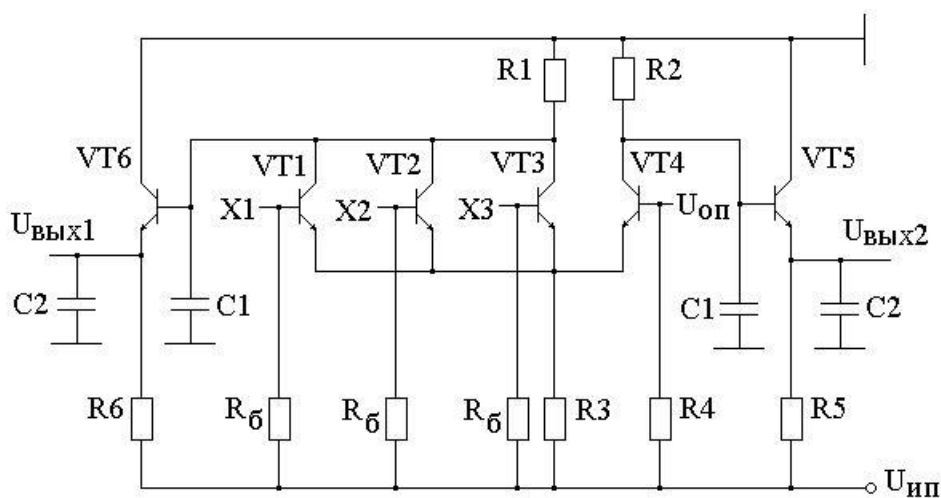 R1 R2
VT6 VT1 VT2 VT3 VT4 VT5
X1 X2 X3 Uоп
Uвых1 Uвых2
C2 C1 C1 C2
R6 Rб Rб Rб R3 R4 R5
Uип